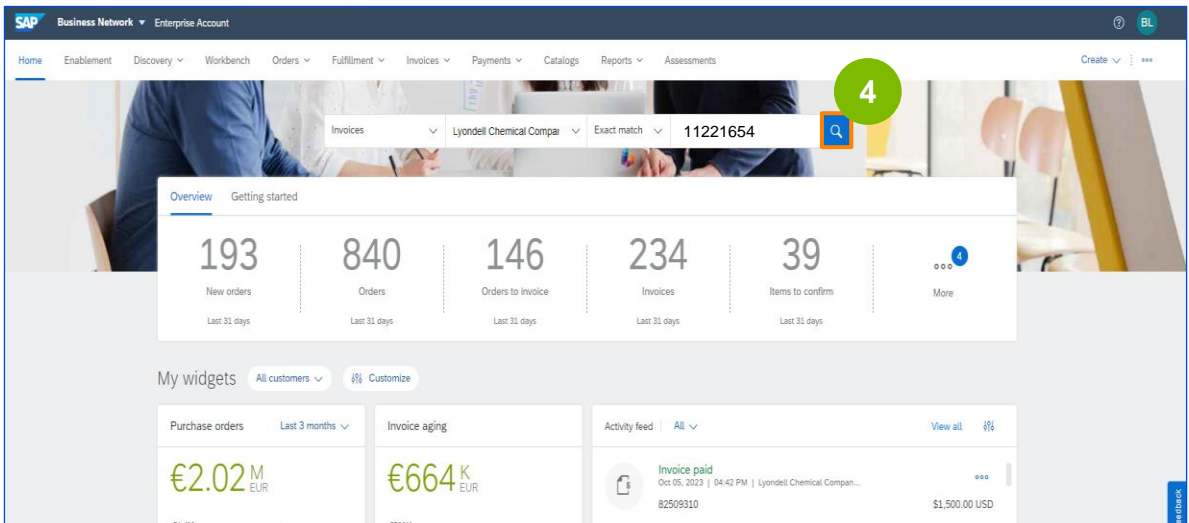 SAP Business Network Enterprise Account BL
Home Enablement Discovery Workbench Orders Fulfillment Invoices Payments Catalogs Reports Assessments Create
4
Invoices Lyondell Chemical Compar Exact match 11221654
Overview Getting started
193 840 146 234 39 4
New orders Orders Orders to invoice Invoices Items to confirm More
Last 31 days Last 31 days Last 31 days Last 31 days Last 31 days
My widgets All customers Customize
Purchase orders Last 3 months Invoice aging Activity feed All View all
€2.02 M EUR €664 K EUR
Invoice paid
Oct 05, 2023 | 04:42 PM | Lyondell Chemical Compan...
82509310 $1,500.00 USD